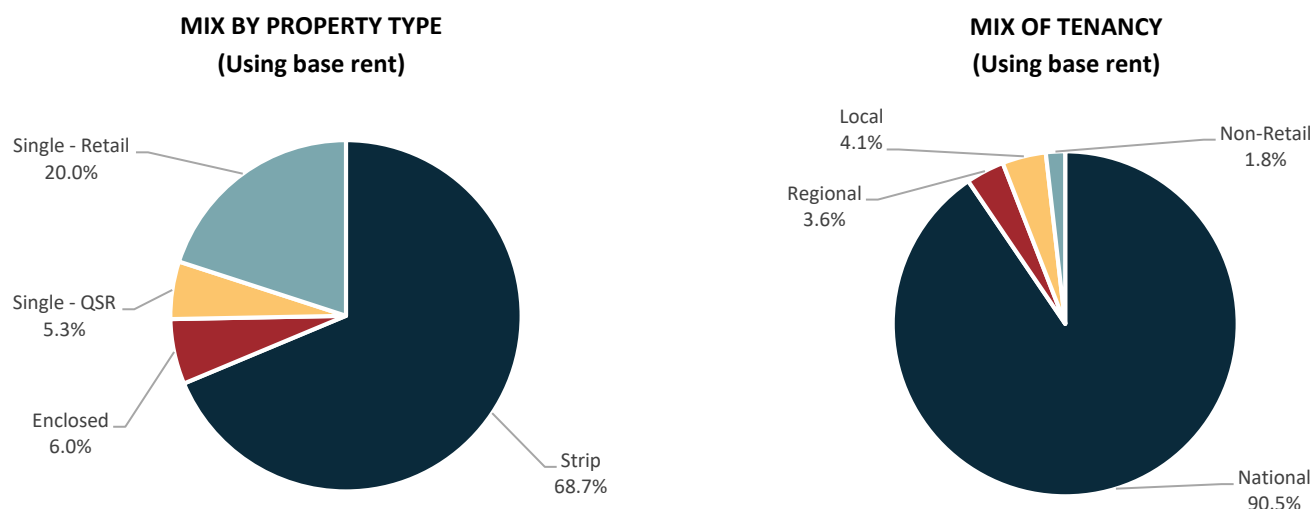 MIX BY PROPERTY TYPE
(Using base rent)
Single - Retail
20.0%
Single - QSR
5.3%
Enclosed
6.0%
Strip
68.7%
MIX OF TENANCY
(Using base rent)
Local
4.1%
Non-Retail
1.8%
Regional
3.6%
National
90.5%